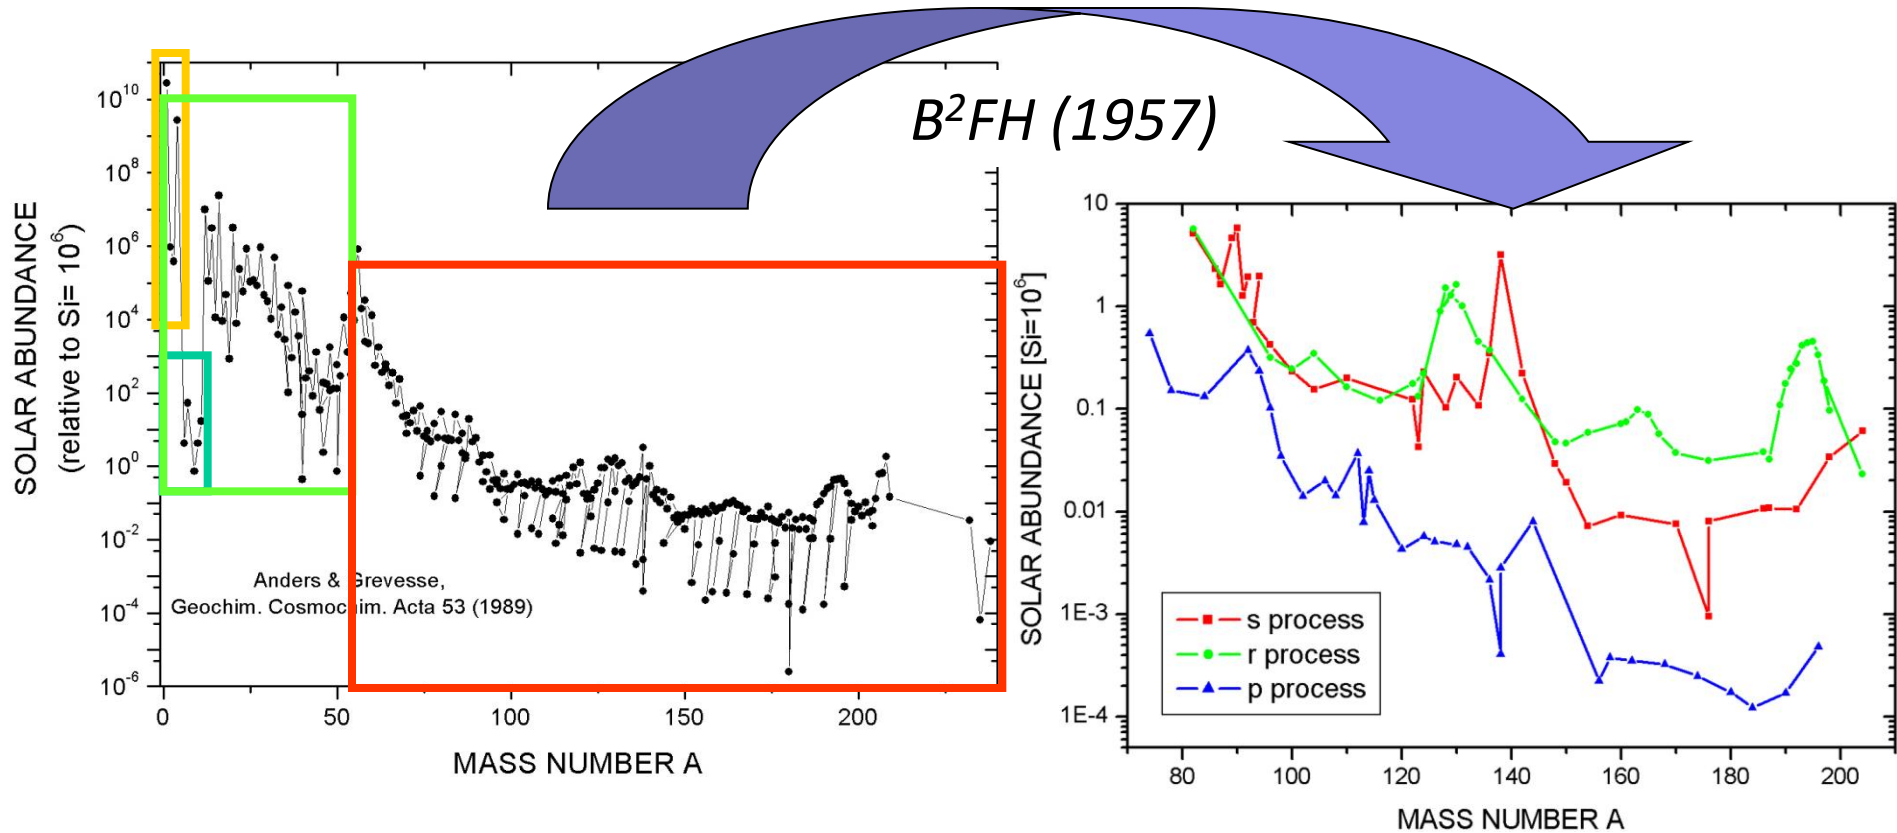 B²FH (1957)
SOLAR ABUNDANCE
(relative to Si= 10⁶)
10¹⁰
10⁸
10⁶
10⁴
10²
10⁰
10⁻²
10⁻⁴
10⁻⁶
Anders & Grevesse,
Geochim. Cosmochim. Acta 53 (1989)
0 50 100 150 200
MASS NUMBER A
SOLAR ABUNDANCE [Si=10⁶]
10
1
0.1
0.01
1E-3
1E-4
s process
r process
p process
80 100 120 140 160 180 200
MASS NUMBER A